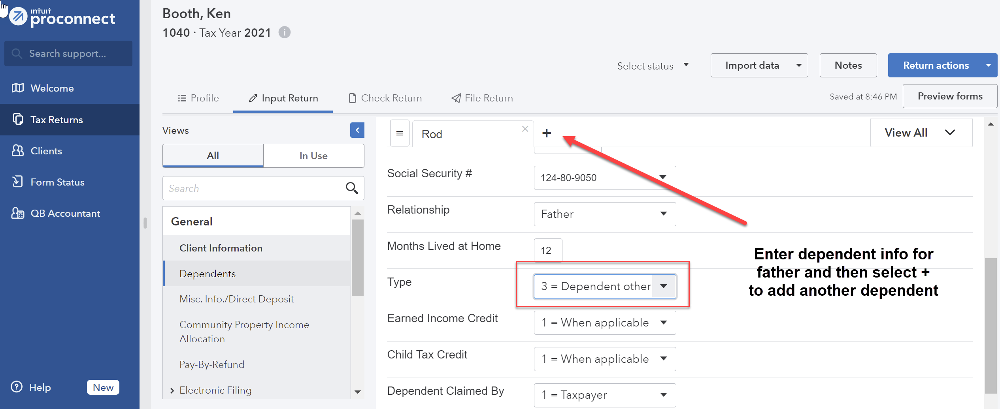 intuit
proconnect
Search support...
Welcome
Tax Returns
Clients
Form Status
QB Accountant
Help
New
Booth, Ken
1040 · Tax Year 2021
Select status
Import data
Notes
Return actions
Profile
Input Return
Check Return
File Return
Saved at 8:46 PM
Preview forms
Views
All
In Use
Search
General
Client Information
Dependents
Misc. Info./Direct Deposit
Community Property Income
Allocation
Pay-By-Refund
Electronic Filing
Rod
+
View All
Social Security #
124-80-9050
Relationship
Father
Months Lived at Home
12
Type
3 = Dependent other
Earned Income Credit
1 = When applicable
Child Tax Credit
1 = When applicable
Dependent Claimed By
1 = Taxpayer
Enter dependent info for
father and then select +
to add another dependent